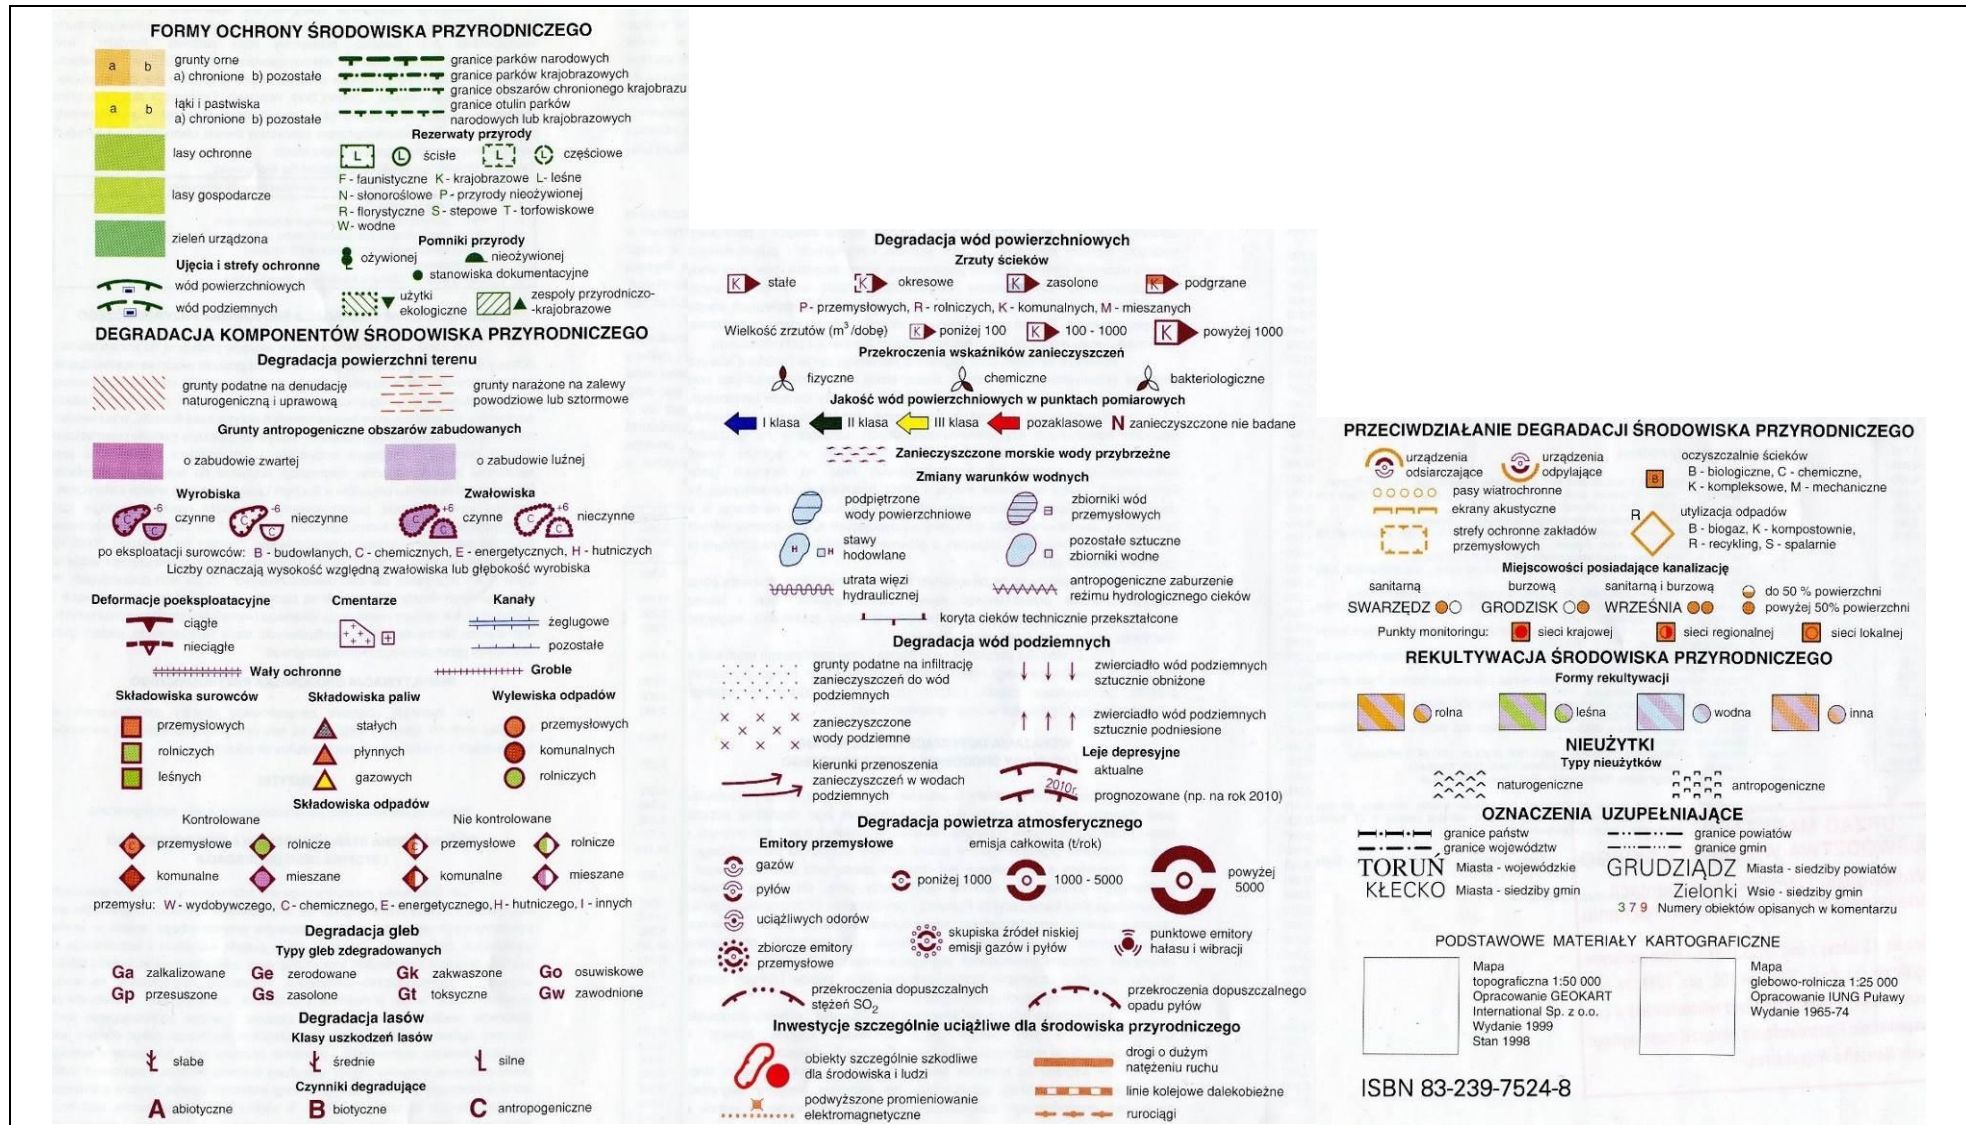 FORMY OCHRONY ŚRODOWISKA PRZYRODNICZEGO
a b grunty orne
a) chronione b) pozostałe
a b łąki i pastwiska
a) chronione b) pozostałe
lasy ochronne
lasy gospodarcze
zieleń urządzona
Ujęcia i strefy ochronne
wód powierzchniowych
wód podziemnych
granice parków narodowych
granice parków krajobrazowych
granice obszarów chronionego krajobrazu
granice otulin parków
narodowych lub krajobrazowych
Rezerwaty przyrody
L L ścisłe L L częściowe
F - faunistyczne K - krajobrazowe L - leśne
N - słonoroślowe P - przyrody nieożywionej
R - florystyczne S - stepowe T - torfowiskowe
W - wodne
Pomniki przyrody
ożywionej nieożywionej
stanowiska dokumentacyjne
użytki
ekologiczne
zespoły przyrodniczo-
-krajobrazowe
DEGRADACJA KOMPONENTÓW ŚRODOWISKA PRZYRODNICZEGO
Degradacja powierzchni terenu
grunty podatne na denudację
naturogeniczną i uprawową
grunty narażone na zalewy
powodziowe lub sztormowe
Grunty antropogeniczne obszarów zabudowanych
o zabudowie zwartej o zabudowie luźnej
Wyrobiska Zwałowiska
C -6 C czynne C -6 C nieczynne C +6 C czynne C +6 C nieczynne
po eksploatacji surowców: B - budowlanych, C - chemicznych, E - energetycznych, H - hutniczych
Liczby oznaczają wysokość względną zwałowiska lub głębokość wyrobiska
Deformacje poeksploatacyjne Cmentarze Kanały
ciągłe żeglugowe
nieciągłe pozostałe
Wały ochronne Groble
Składowiska surowców Składowiska paliw Wylewiska odpadów
przemysłowych stałych przemysłowych
rolniczych płynnych komunalnych
leśnych gazowych rolniczych
Składowiska odpadów
Kontrolowane Nie kontrolowane
C przemysłowe rolnicze C przemysłowe rolnicze
komunalne mieszane komunalne mieszane
przemysłu: W - wydobywczego, C - chemicznego, E - energetycznego, H - hutniczego, I - innych
Degradacja gleb
Typy gleb zdegradowanych
Ga zalkalizowane Ge zerodowane Gk zakwaszone Go osuwiskowe
Gp przesuszone Gs zasolone Gt toksyczne Gw zawodnione
Degradacja lasów
Klasy uszkodzeń lasów
słabe średnie silne
Czynniki degradujące
A abiotyczne B biotyczne C antropogeniczne
Degradacja wód powierzchniowych
Zrzuty ścieków
K stałe K okresowe K zasolone K podgrzane
P - przemysłowych, R - rolniczych, K - komunalnych, M - mieszanych
Wielkość zrzutów (m³/dobę) K poniżej 100 K 100 - 1000 K powyżej 1000
Przekroczenia wskaźników zanieczyszczeń
fizyczne chemiczne bakteriologiczne
Jakość wód powierzchniowych w punktach pomiarowych
I klasa II klasa III klasa pozaklasowe N zanieczyszczone nie badane
Zanieczyszczone morskie wody przybrzeżne
Zmiany warunków wodnych
podpiętrzone
wody powierzchniowe
zbiorniki wód
przemysłowych
H H stawy
hodowlane
pozostałe sztuczne
zbiorniki wodne
utrata więzi
hydraulicznej
antropogeniczne zaburzenie
reżimu hydrologicznego cieków
koryta cieków technicznie przekształcone
Degradacja wód podziemnych
grunty podatne na infiltrację
zanieczyszczeń do wód
podziemnych
zwierciadło wód podziemnych
sztucznie obniżone
zanieczyszczone
wody podziemne
zwierciadło wód podziemnych
sztucznie podniesione
kierunki przenoszenia
zanieczyszczeń w wodach
podziemnych
Leje depresyjne
aktualne
2010r. prognozowane (np. na rok 2010)
Degradacja powietrza atmosferycznego
Emitory przemysłowe emisja całkowita (t/rok)
gazów
pyłów
poniżej 1000 1000 - 5000 powyżej
5000
uciążliwych odorów
zbiorcze emitory
przemysłowe
skupiska źródeł niskiej
emisji gazów i pyłów
punktowe emitory
hałasu i wibracji
przekroczenia dopuszczalnych
stężeń SO₂
przekroczenia dopuszczalnego
opadu pyłów
Inwestycje szczególnie uciążliwe dla środowiska przyrodniczego
obiekty szczególnie szkodliwe
dla środowiska i ludzi
drogi o dużym
natężeniu ruchu
linie kolejowe dalekobieżne
podwyższone promieniowanie
elektromagnetyczne
rurociągi
PRZECIWDZIAŁANIE DEGRADACJI ŚRODOWISKA PRZYRODNICZEGO
urządzenia
odsiarczające
urządzenia
odpylające
pasy wiatrochronne
ekrany akustyczne
strefy ochronne zakładów
przemysłowych
oczyszczalnie ścieków
B B - biologiczne, C - chemiczne,
K - kompleksowe, M - mechaniczne
R utylizacja odpadów
B - biogaz, K - kompostownie,
R - recykling, S - spalarnie
Miejscowości posiadające kanalizację
sanitarną burzową sanitarną i burzową
SWARZĘDZ GRODZISK WRZEŚNIA
do 50 % powierzchni
powyżej 50% powierzchni
Punkty monitoringu: sieci krajowej sieci regionalnej sieci lokalnej
REKULTYWACJA ŚRODOWISKA PRZYRODNICZEGO
Formy rekultywacji
rolna leśna wodna inna
NIEUŻYTKI
Typy nieużytków
naturogeniczne antropogeniczne
OZNACZENIA UZUPEŁNIAJĄCE
granice państw granice powiatów
granice województw granice gmin
TORUŃ Miasta - wojewódzkie GRUDZIĄDZ Miasta - siedziby powiatów
KŁECKO Miasta - siedziby gmin Zielonki Wsie - siedziby gmin
3 7 9 Numery obiektów opisanych w komentarzu
PODSTAWOWE MATERIAŁY KARTOGRAFICZNE
Mapa
topograficzna 1:50 000
Opracowanie GEOKART
International Sp. z o.o.
Wydanie 1999
Stan 1998
Mapa
glebowo-rolnicza 1:25 000
Opracowanie IUNG Puławy
Wydanie 1965-74
ISBN 83-239-7524-8